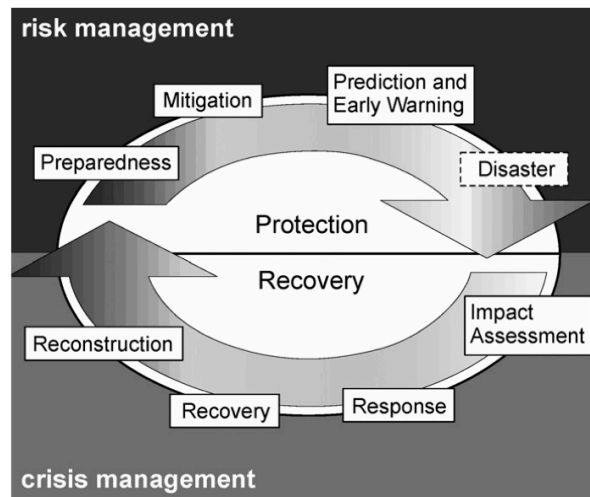 risk management
Mitigation
Prediction and
Early Warning
Preparedness
Disaster
Protection
Recovery
Impact
Assessment
Reconstruction
Recovery
Response
crisis management